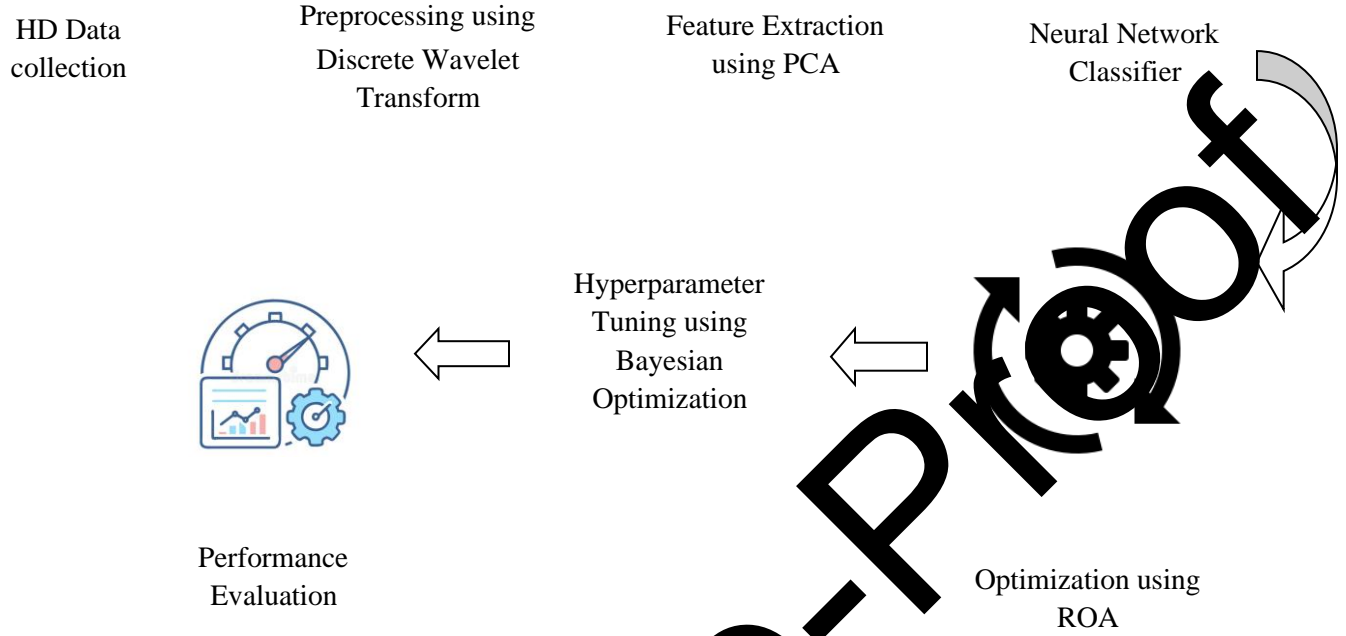 HD Data
collection
Preprocessing using
Discrete Wavelet
Transform
Feature Extraction
using PCA
Neural Network
Classifier
Hyperparameter
Tuning using
Bayesian
Optimization
Performance
Evaluation
Optimization using
ROA
-Proof